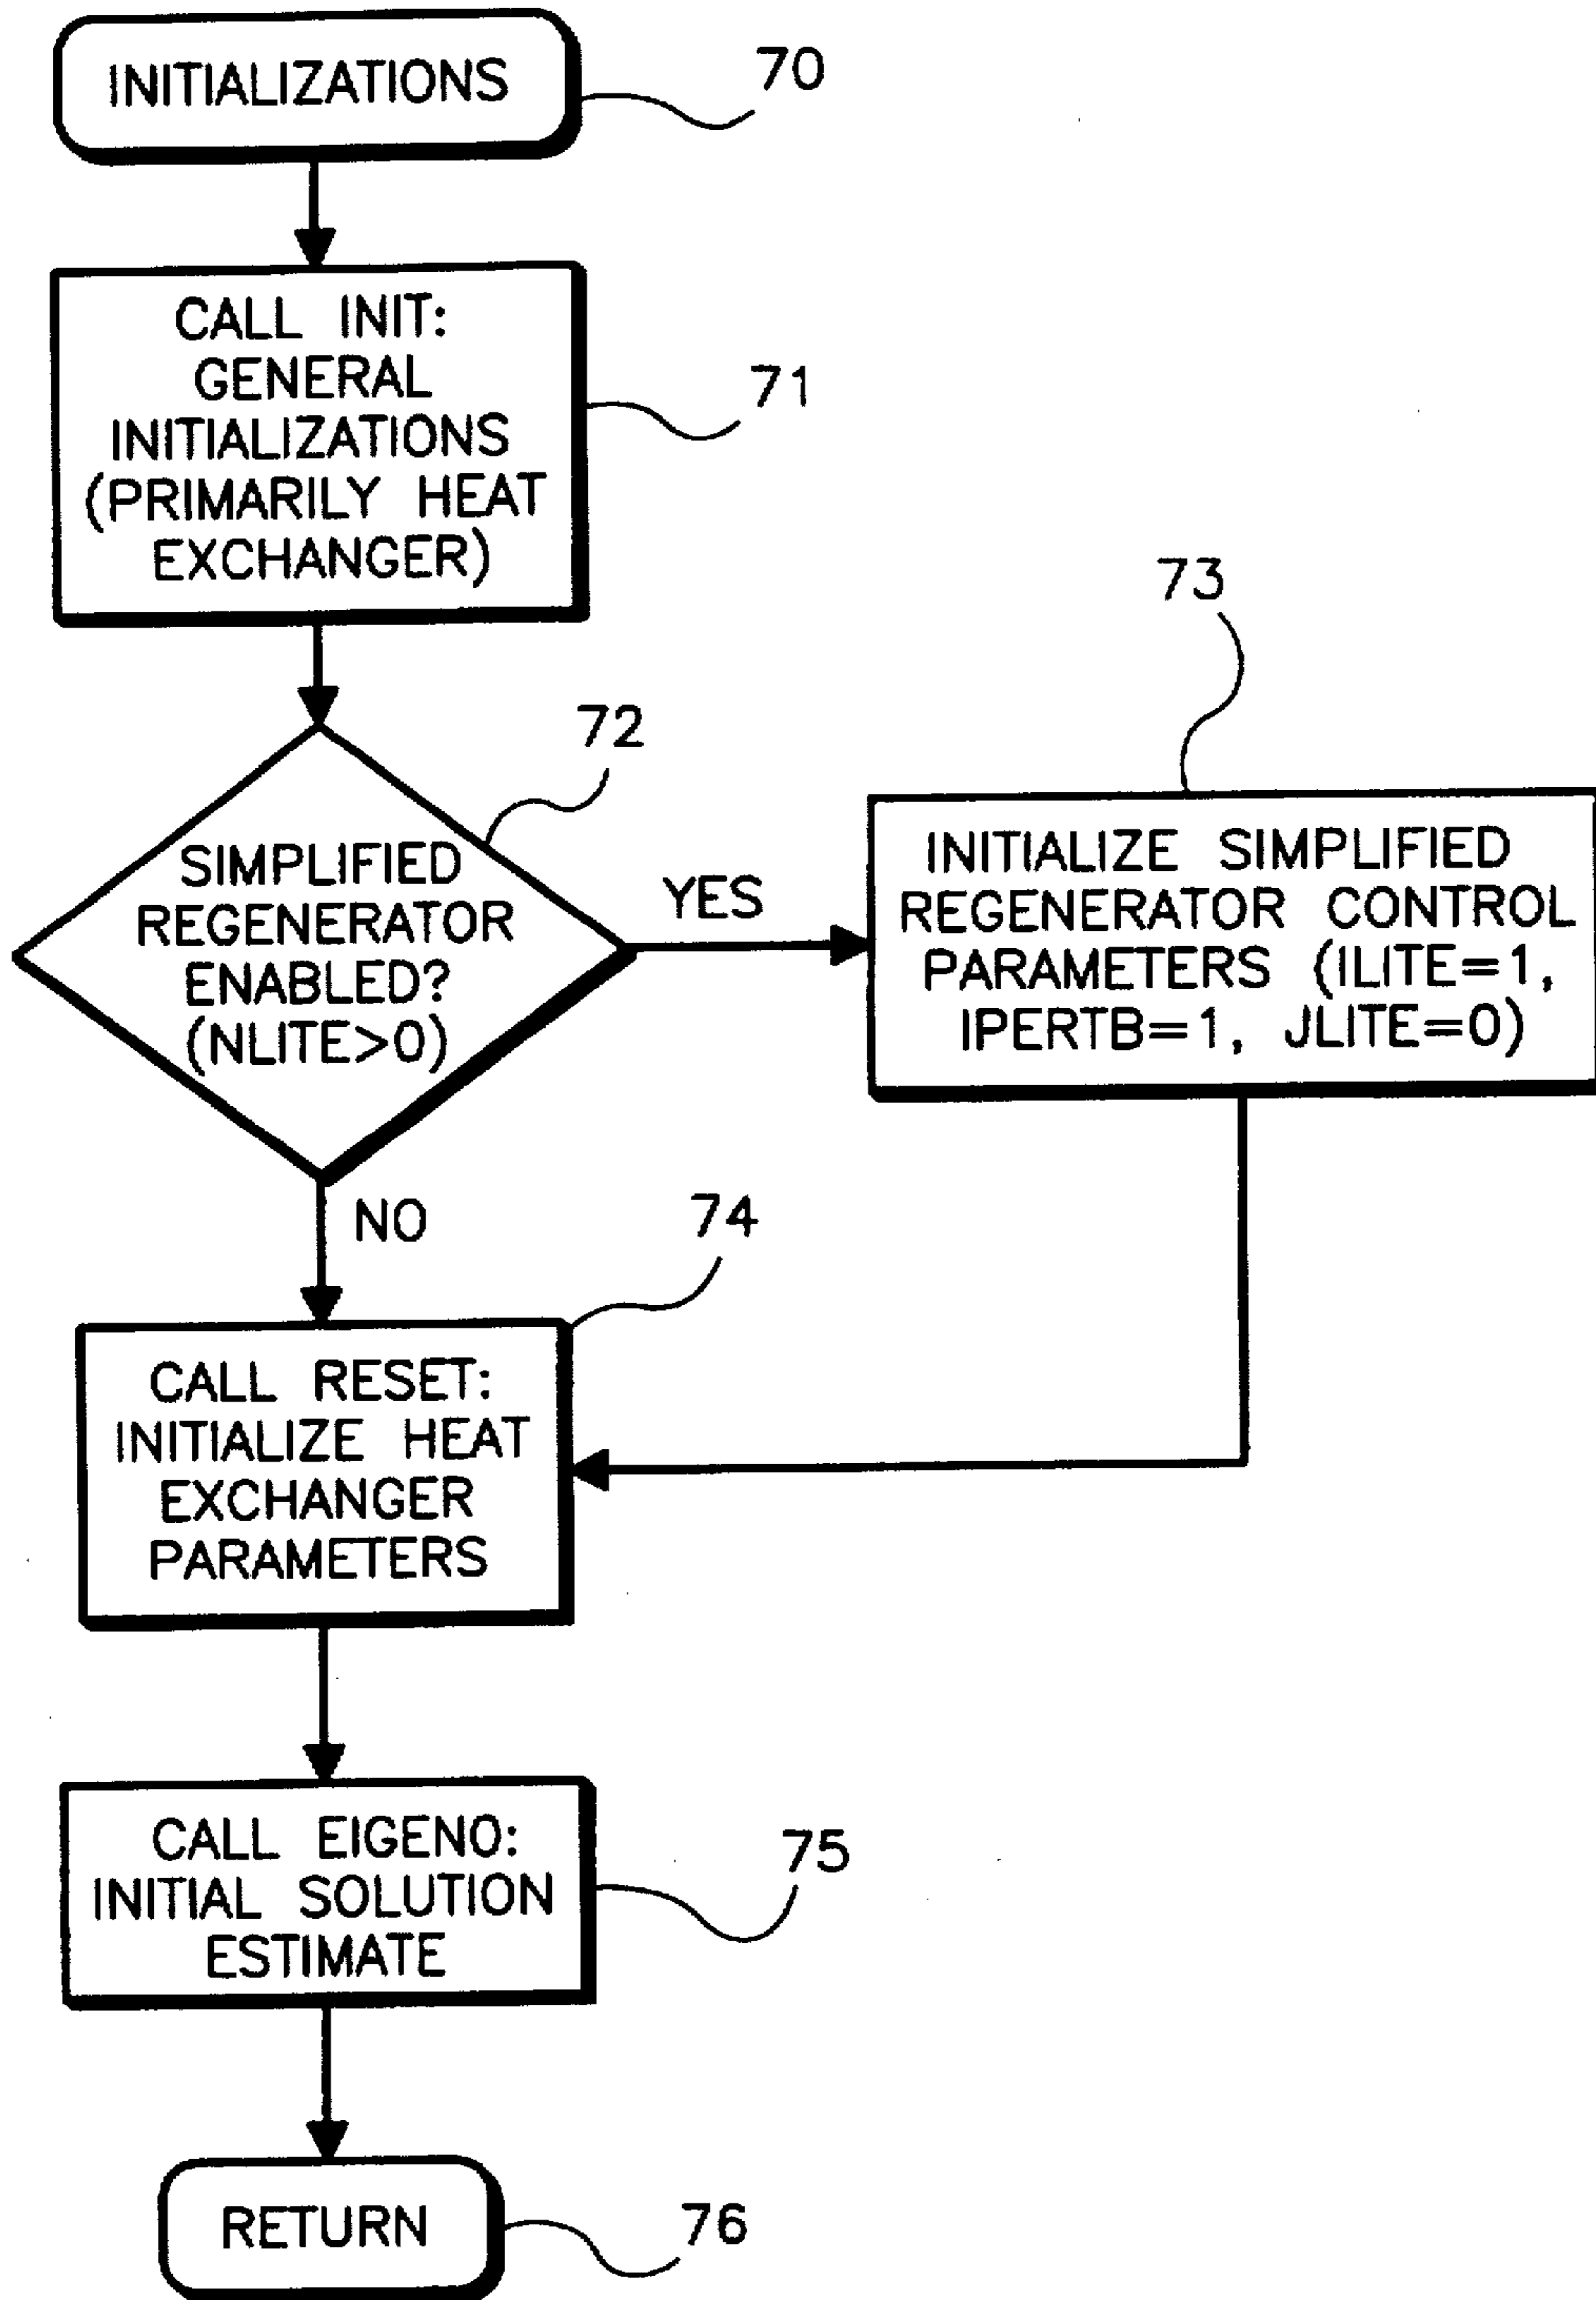 INITIALIZATIONS
70
CALL INIT:
GENERAL
INITIALIZATIONS
(PRIMARILY HEAT
EXCHANGER)
71
72
SIMPLIFIED
REGENERATOR
ENABLED?
(NLITE>0)
YES
73
INITIALIZE SIMPLIFIED
REGENERATOR CONTROL
PARAMETERS (ILITE=1,
IPERTB=1, JLITE=0)
NO
74
CALL RESET:
INITIALIZE HEAT
EXCHANGER
PARAMETERS
CALL EIGENO:
INITIAL SOLUTION
ESTIMATE
75
RETURN
76